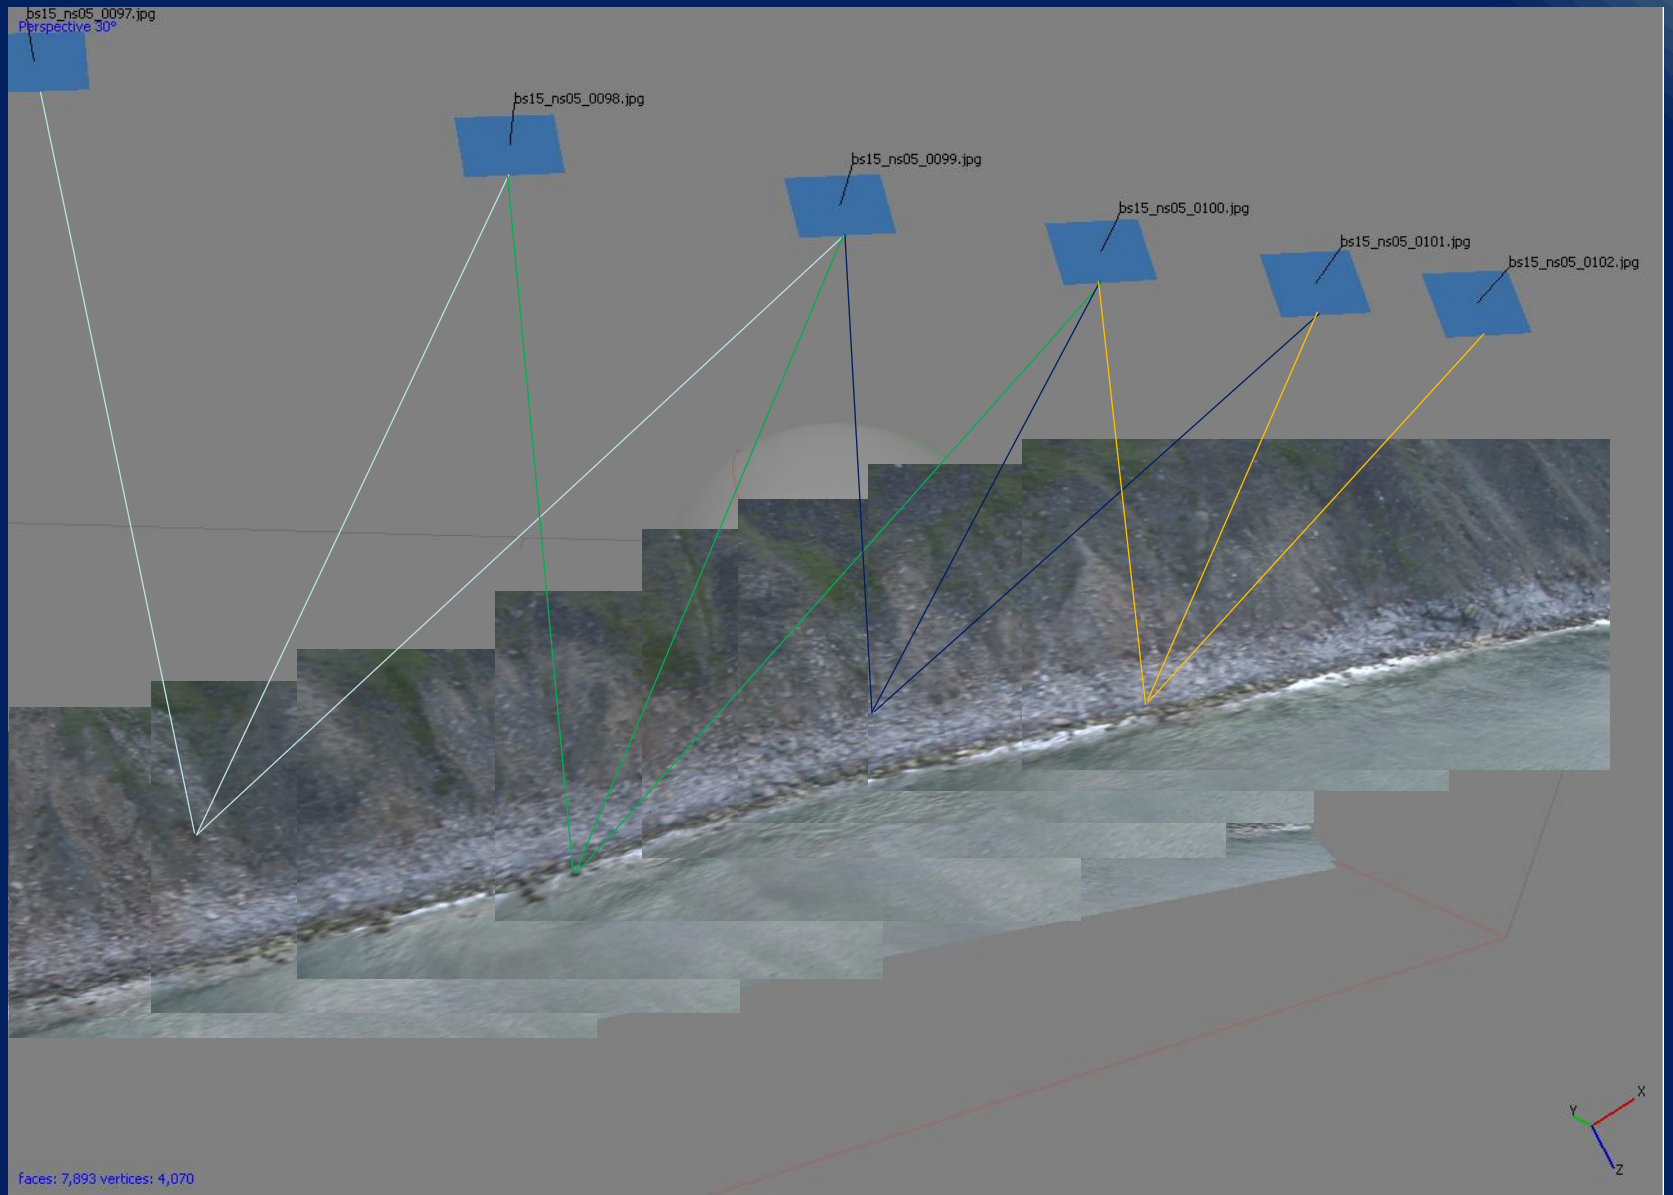 bs15_ns05_0097.jpg
Perspective 30°
bs15_ns05_0098.jpg
bs15_ns05_0099.jpg
bs15_ns05_0100.jpg
bs15_ns05_0101.jpg
bs15_ns05_0102.jpg
X
Y
Z
faces: 7,893 vertices: 4,070